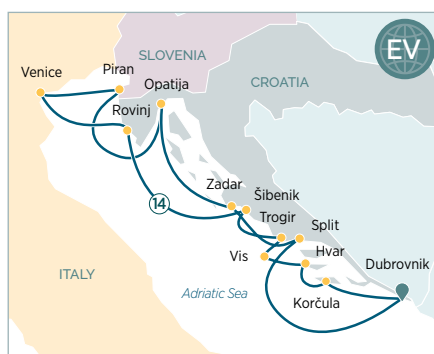 EV
SLOVENIA
Venice
Piran
Opatija
CROATIA
Rovinj
Zadar
Šibenik
14
Trogir
Split
Vis
Hvar
Dubrovnik
ITALY
Adriatic Sea
Korčula